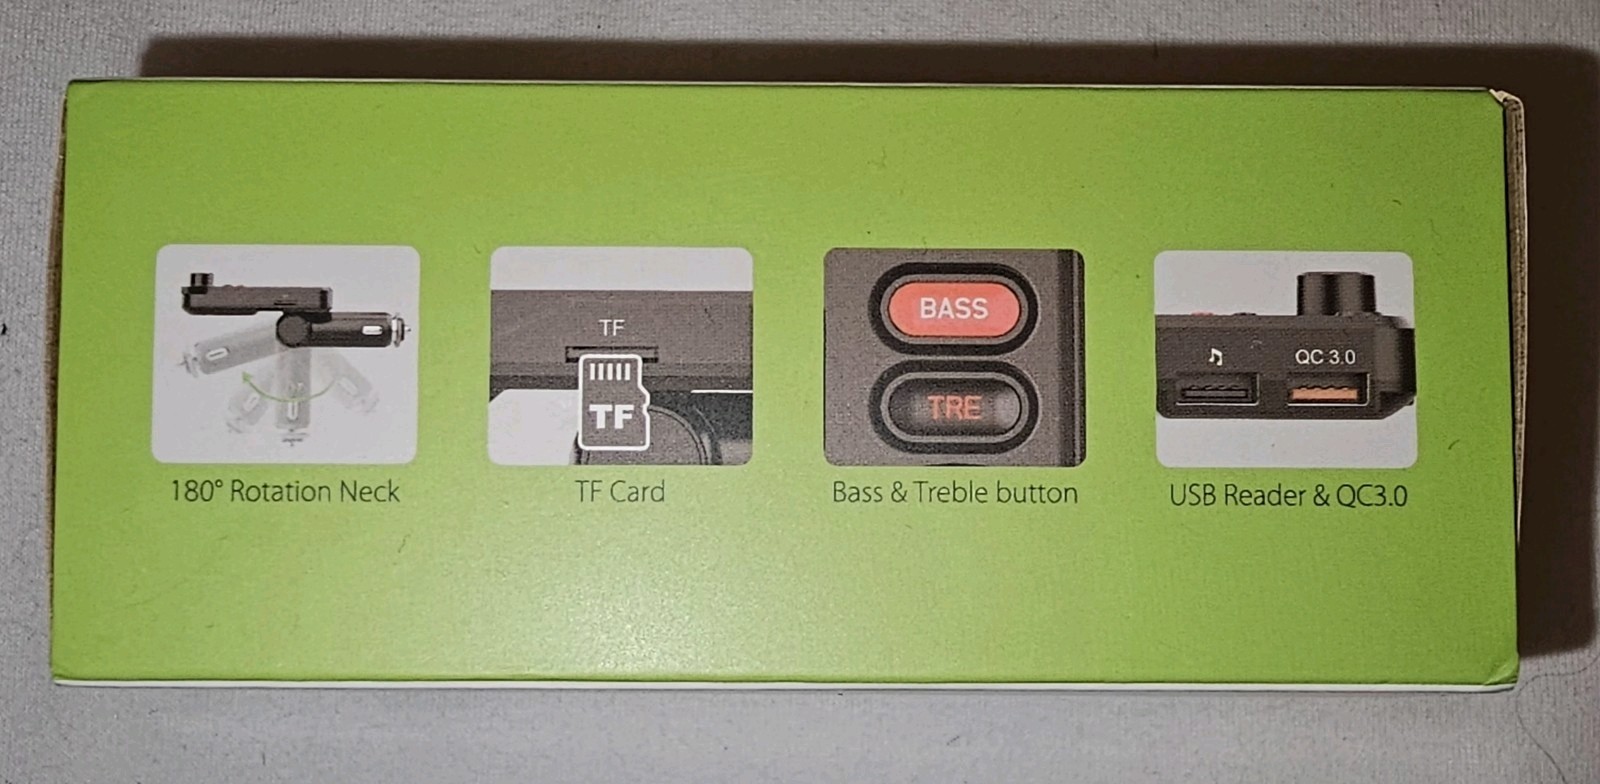 TF
TF
BASS
TRE
QC 3.0
180° Rotation Neck
TF Card
Bass & Treble button
USB Reader & QC3.0